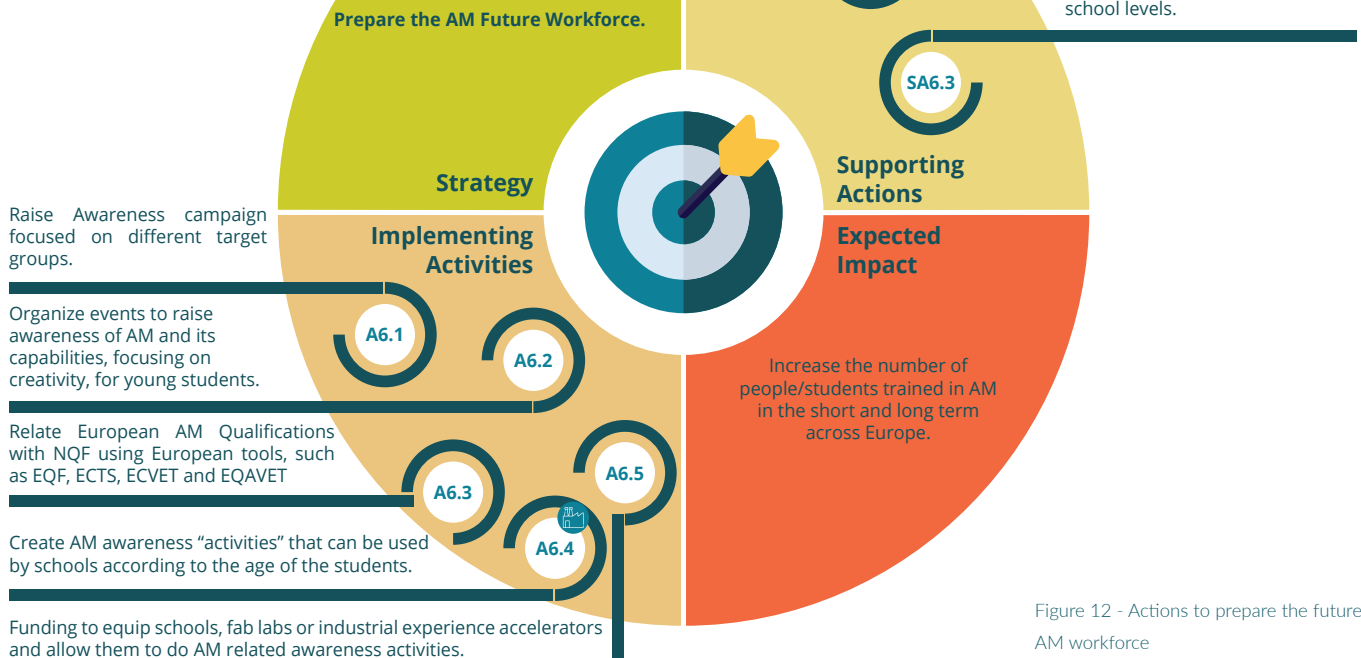 Prepare the AM Future Workforce.
school levels.
SA6.3
Strategy
Supporting
Actions
Implementing
Activities
Expected
Impact
Raise Awareness campaign
focused on different target
groups.
A6.1
Organize events to raise
awareness of AM and its
capabilities, focusing on
creativity, for young students.
A6.2
Relate European AM Qualifications
with NQF using European tools, such
as EQF, ECTS, ECVET and EQAVET
A6.3
Create AM awareness “activities” that can be used
by schools according to the age of the students.
A6.4
Funding to equip schools, fab labs or industrial experience accelerators
and allow them to do AM related awareness activities.
A6.5
Increase the number of
people/students trained in AM
in the short and long term
across Europe.
Figure 12 - Actions to prepare the future
AM workforce